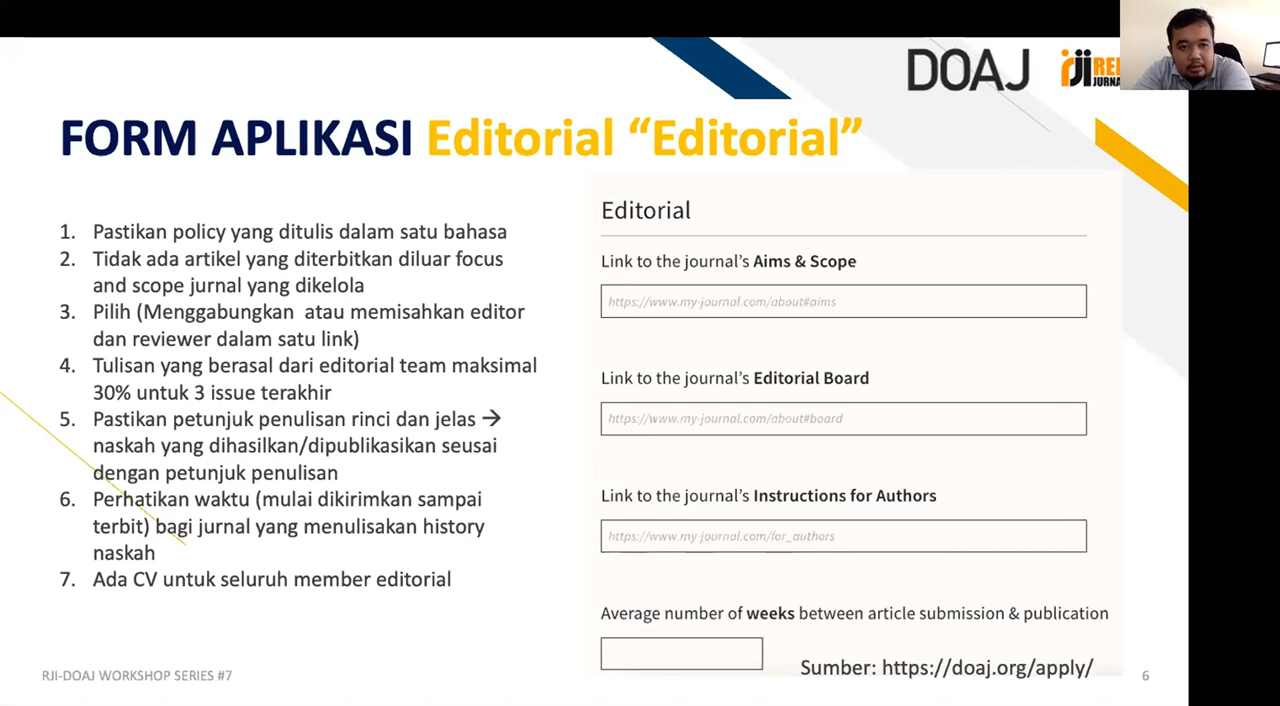 DOAJ
rji
JURNA
FORM APLIKASI Editorial “Editorial”
1. Pastikan policy yang ditulis dalam satu bahasa
2. Tidak ada artikel yang diterbitkan diluar focus
and scope jurnal yang dikelola
3. Pilih (Menggabungkan atau memisahkan editor
dan reviewer dalam satu link)
4. Tulisan yang berasal dari editorial team maksimal
30% untuk 3 issue terakhir
5. Pastikan petunjuk penulisan rinci dan jelas →
naskah yang dihasilkan/dipublikasikan seusai
dengan petunjuk penulisan
6. Perhatikan waktu (mulai dikirimkan sampai
terbit) bagi jurnal yang menulisakan history
naskah
7. Ada CV untuk seluruh member editorial
Editorial
Link to the journal’s Aims & Scope
https://www.my-journal.com/about#aims
Link to the journal’s Editorial Board
https://www.my-journal.com/about#board
Link to the journal’s Instructions for Authors
https://www.my-journal.com/for_authors
Average number of weeks between article submission & publication
Sumber: https://doaj.org/apply/
RJI-DOAJ WORKSHOP SERIES #7
6